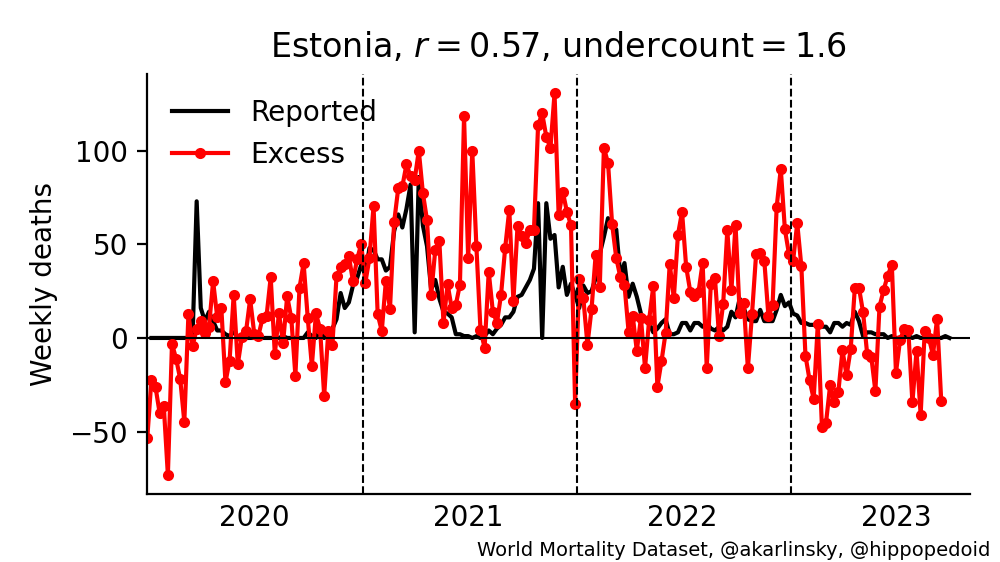 Estonia, r = 0.57, undercount = 1.6
Reported
Excess
Weekly deaths
100
50
0
−50
2020 2021 2022 2023
World Mortality Dataset, @akarlinsky, @hippopedoid